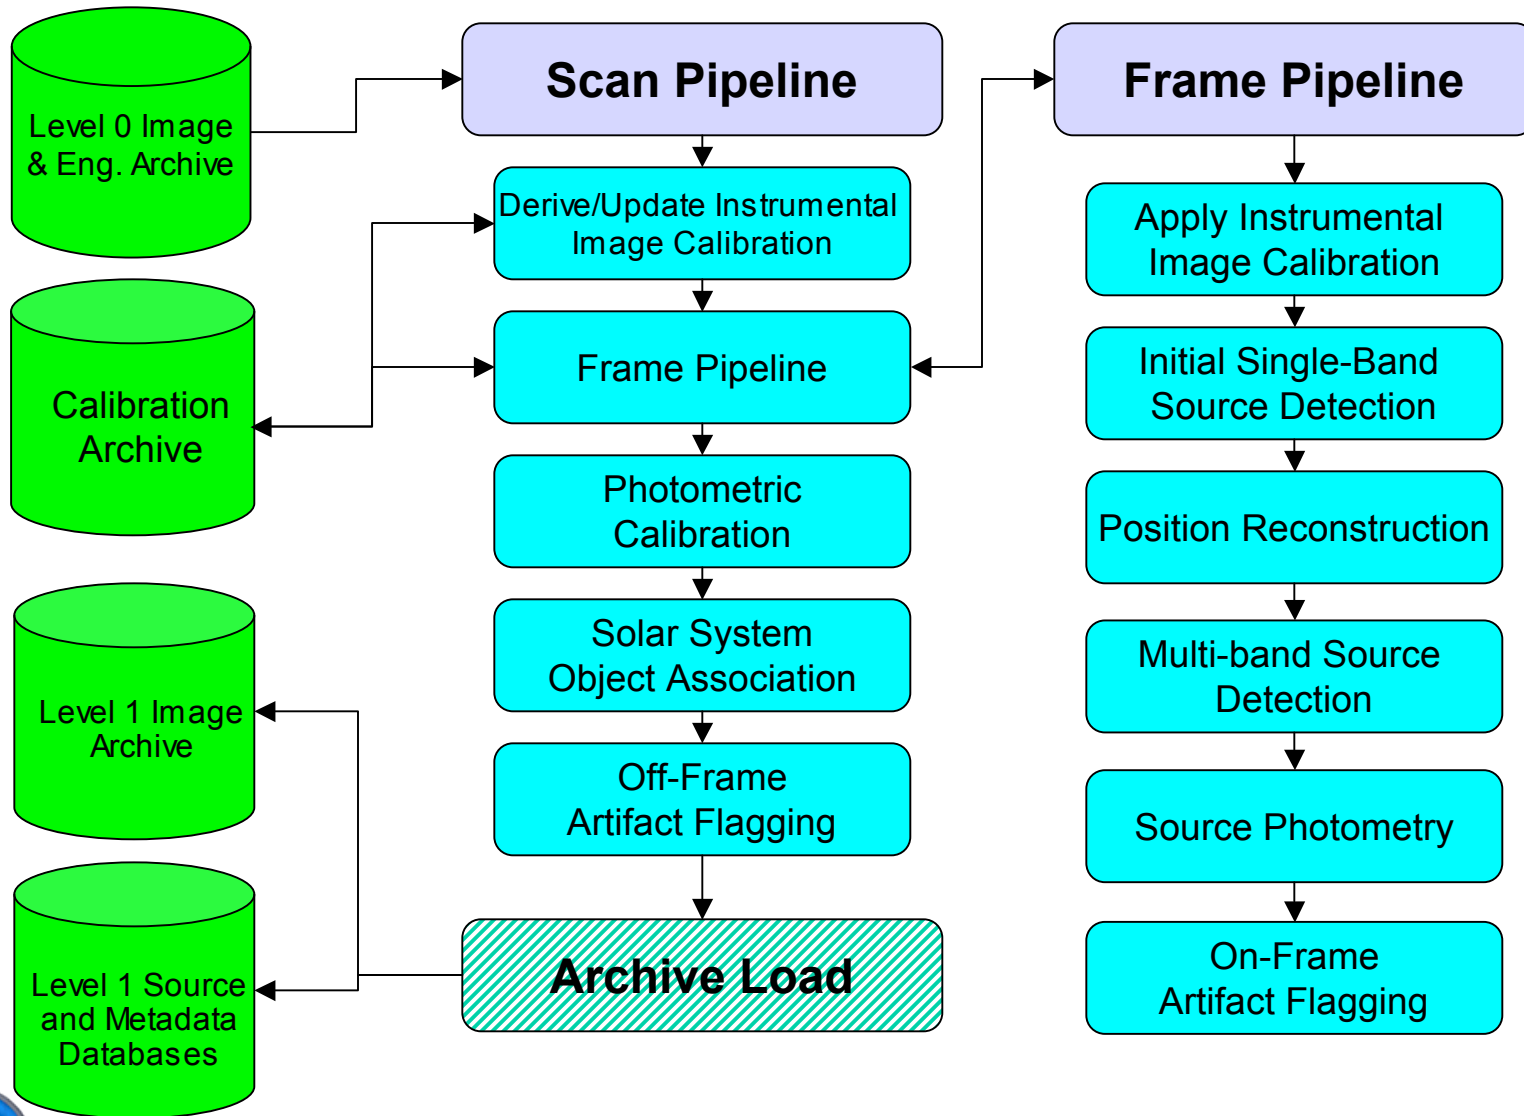 Level 0 Image
& Eng. Archive
Calibration
Archive
Level 1 Image
Archive
Level 1 Source
and Metadata
Databases
Scan Pipeline
Derive/Update Instrumental
Image Calibration
Frame Pipeline
Photometric
Calibration
Solar System
Object Association
Off-Frame
Artifact Flagging
Archive Load
Frame Pipeline
Apply Instrumental
Image Calibration
Initial Single-Band
Source Detection
Position Reconstruction
Multi-band Source
Detection
Source Photometry
On-Frame
Artifact Flagging